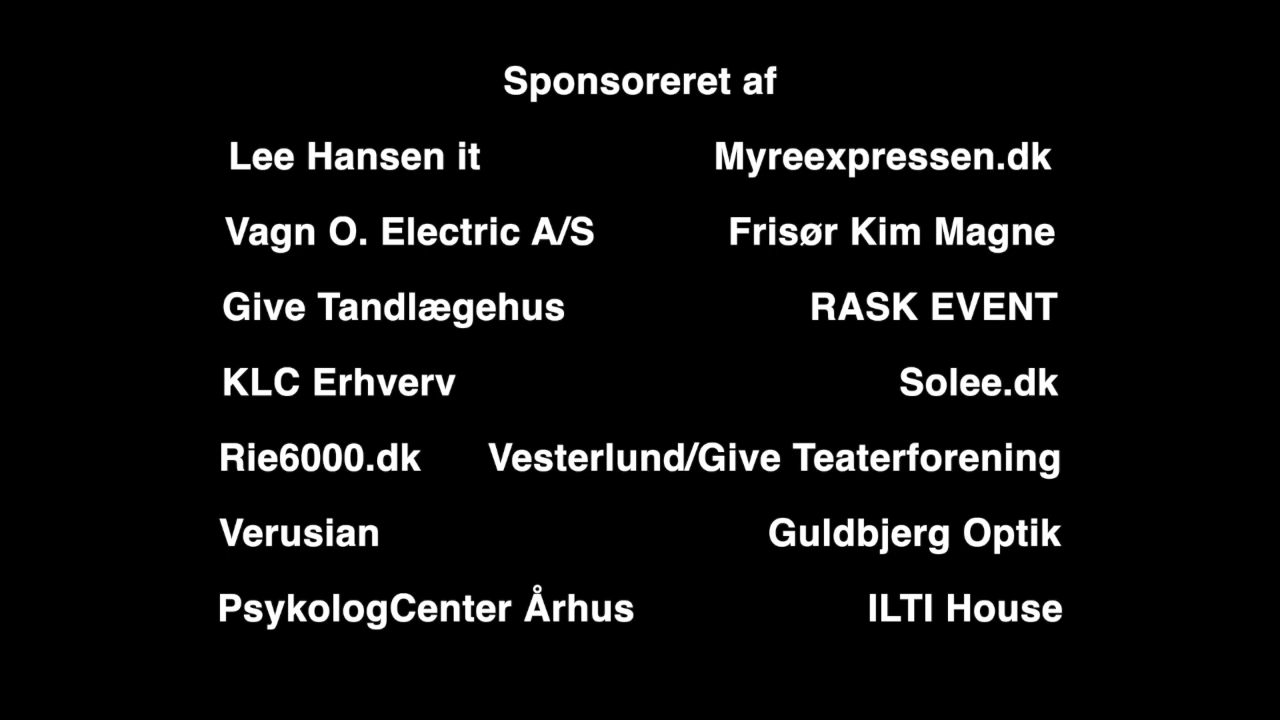 Sponsoreret af
Lee Hansen it Myreexpressen.dk
Vagn O. Electric A/S Frisør Kim Magne
Give Tandlægehus RASK EVENT
KLC Erhverv Solee.dk
Rie6000.dk Vesterlund/Give Teaterforening
Verusian Guldbjerg Optik
PsykologCenter Århus ILTI House